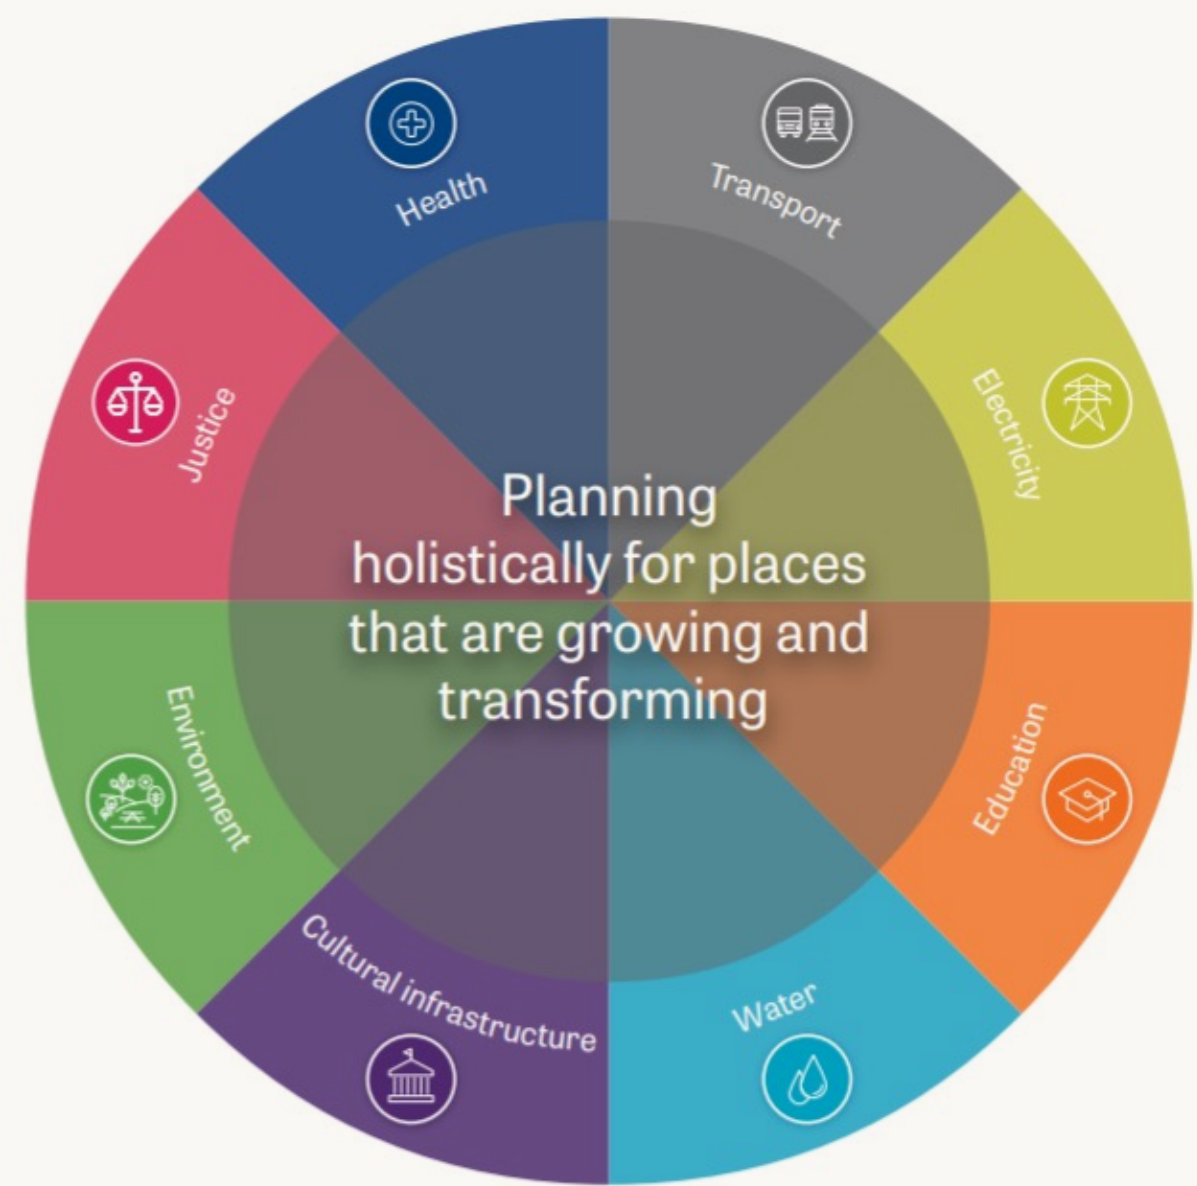 Health
Transport
Justice
Electricity
Planning
holistically for places
that are growing and
transforming
Environment
Education
Cultural infrastructure
Water